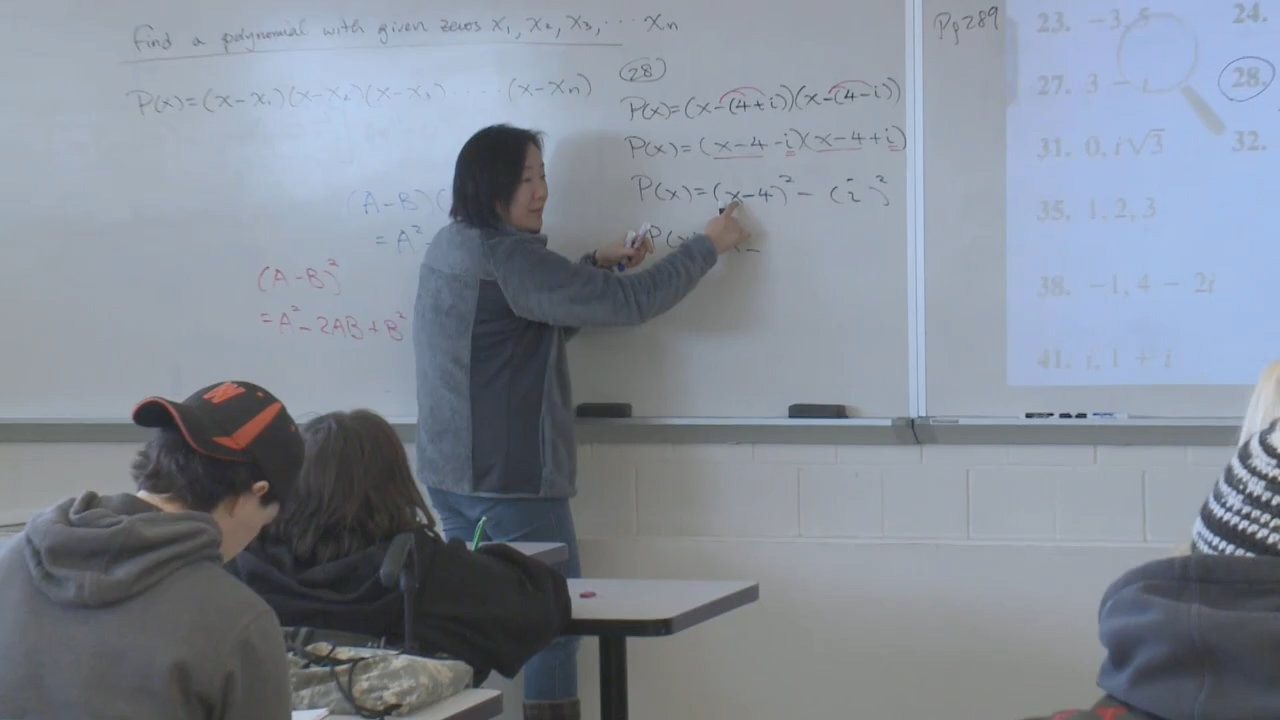 Find a polynomial with given zeros x₁, x₂, x₃, ... xₙ
P(x)=(x-x₁)(x-x₂)(x-x₃) .... (x-xₙ)
(A-B)(
=A²-
(A-B)²
=A²-2AB+B²
28
P(x)=(x-(4+i))(x-(4-i))
P(x)=(x-4-i)(x-4+i)
P(x)=(x-4)²-(i)²
P(x)
Pg289
23. -3, 5
24.
27. 3 - i
28.
31. 0, i√3
32.
35. 1, 2, 3
38. -1, 4 - 2i
41. i, 1 + i
W